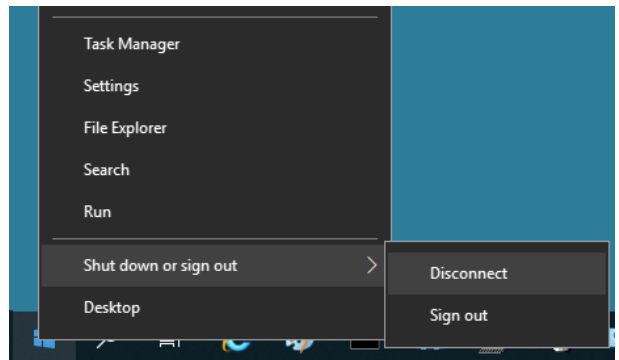 Task Manager
Settings
File Explorer
Search
Run
Shut down or sign out
Disconnect
Desktop
Sign out